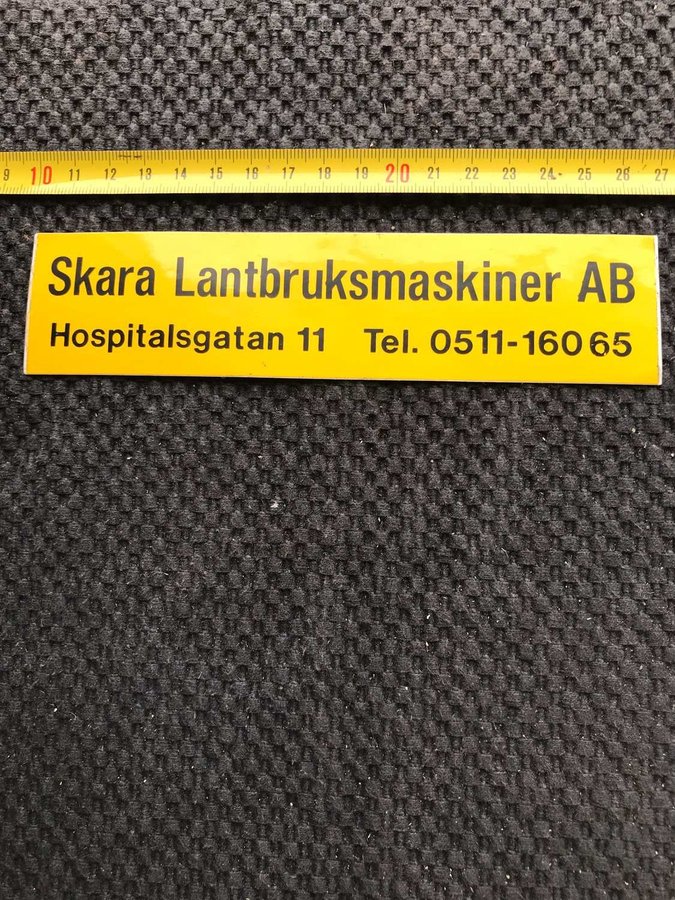 9 10 11 12 13 14 15 16 17 18 19 20 21 22 23 24 25 26 27
Skara Lantbruksmaskiner AB
Hospitalsgatan 11 Tel. 0511-160 65